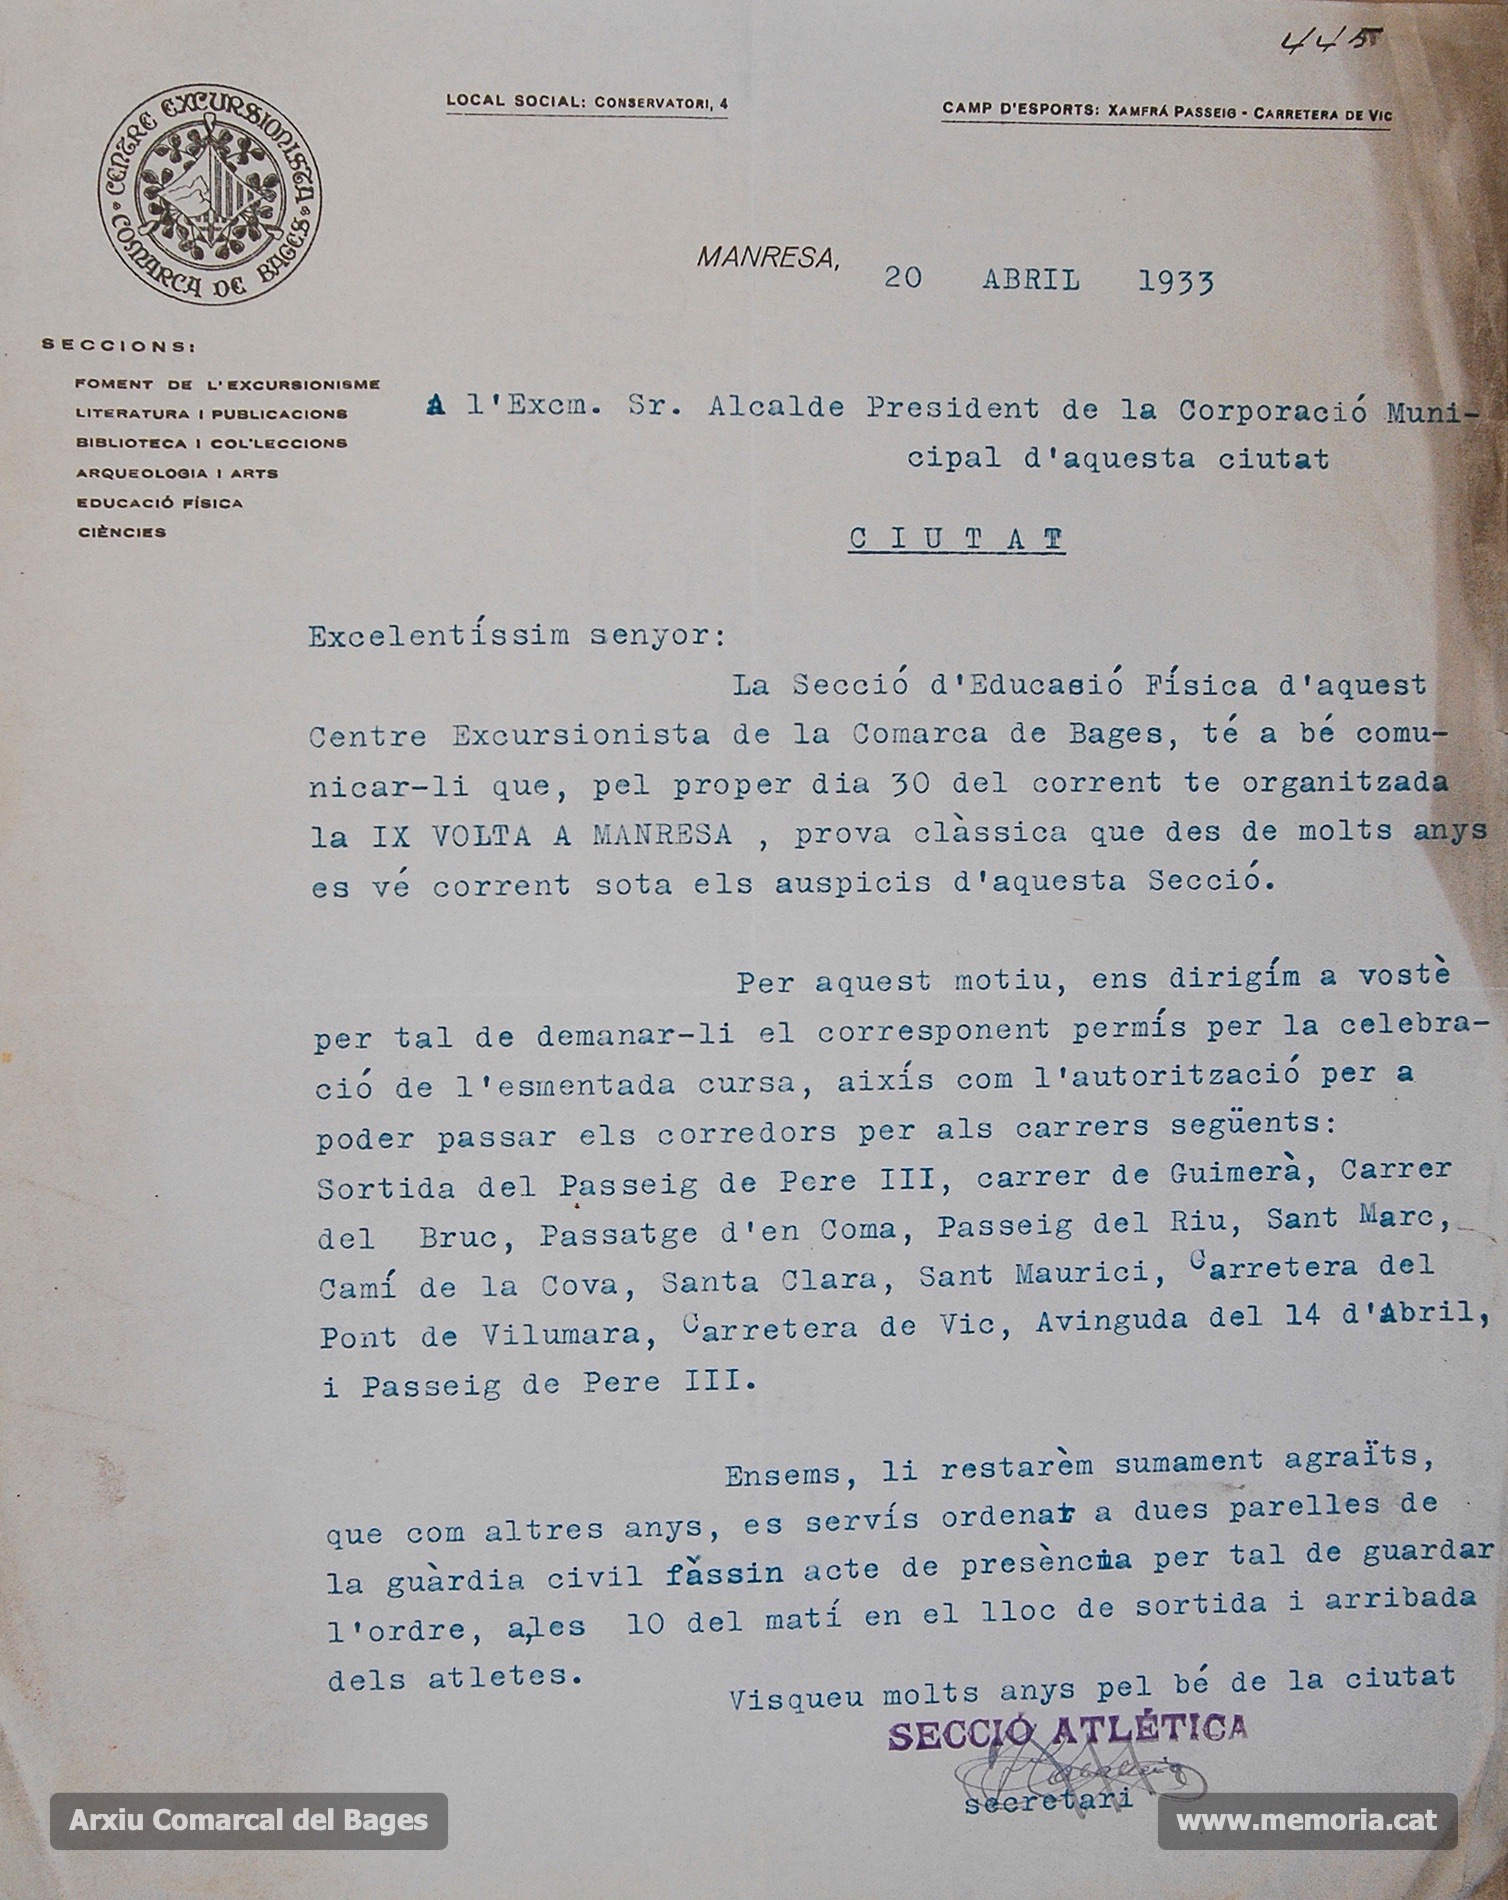 445
LOCAL SOCIAL: CONSERVATORI, 4
CAMP D'ESPORTS: XAMFRÁ PASSEIG - CARRETERA DE VIC
CENTRE EXCURSIONISTA
COMARCA DE BAGES
MANRESA, 20 ABRIL 1933
SECCIONS:
FOMENT DE L'EXCURSIONISME
LITERATURA I PUBLICACIONS
BIBLIOTECA I COL·LECCIONS
ARQUEOLOGIA I ARTS
EDUCACIÓ FÍSICA
CIÈNCIES
A l'Excm. Sr. Alcalde President de la Corporació Muni-
cipal d'aquesta ciutat
C I U T A T
Excelentíssim senyor:
La Secció d'Educasió Física d'aquest
Centre Excursionista de la Comarca de Bages, té a bé comu-
nicar-li que, pel proper dia 30 del corrent te organitzada
la IX VOLTA A MANRESA , prova clàssica que des de molts anys
es vé corrent sota els auspicis d'aquesta Secció.
Per aquest motiu, ens dirigím a vostè
per tal de demanar-li el corresponent permís per la celebra-
ció de l'esmentada cursa, aixís com l'autorització per a
poder passar els corredors per als carrers següents:
Sortida del Passeig de Pere III, carrer de Guimerà, Carrer
del Bruc, Passatge d'en Coma, Passeig del Riu, Sant Marc,
Camí de la Cova, Santa Clara, Sant Maurici, Carretera del
Pont de Vilumara, Carretera de Vic, Avinguda del 14 d'Abril,
i Passeig de Pere III.
Ensems, li restarèm sumament agraïts,
que com altres anys, es servís ordenar a dues parelles de
la guàrdia civil fàssin acte de presència per tal de guardar
l'ordre, a,les 10 del matí en el lloc de sortida i arribada
dels atletes.
Visqueu molts anys pel bé de la ciutat
SECCIÓ ATLÉTICA
secretari
Arxiu Comarcal del Bages
www.memoria.cat